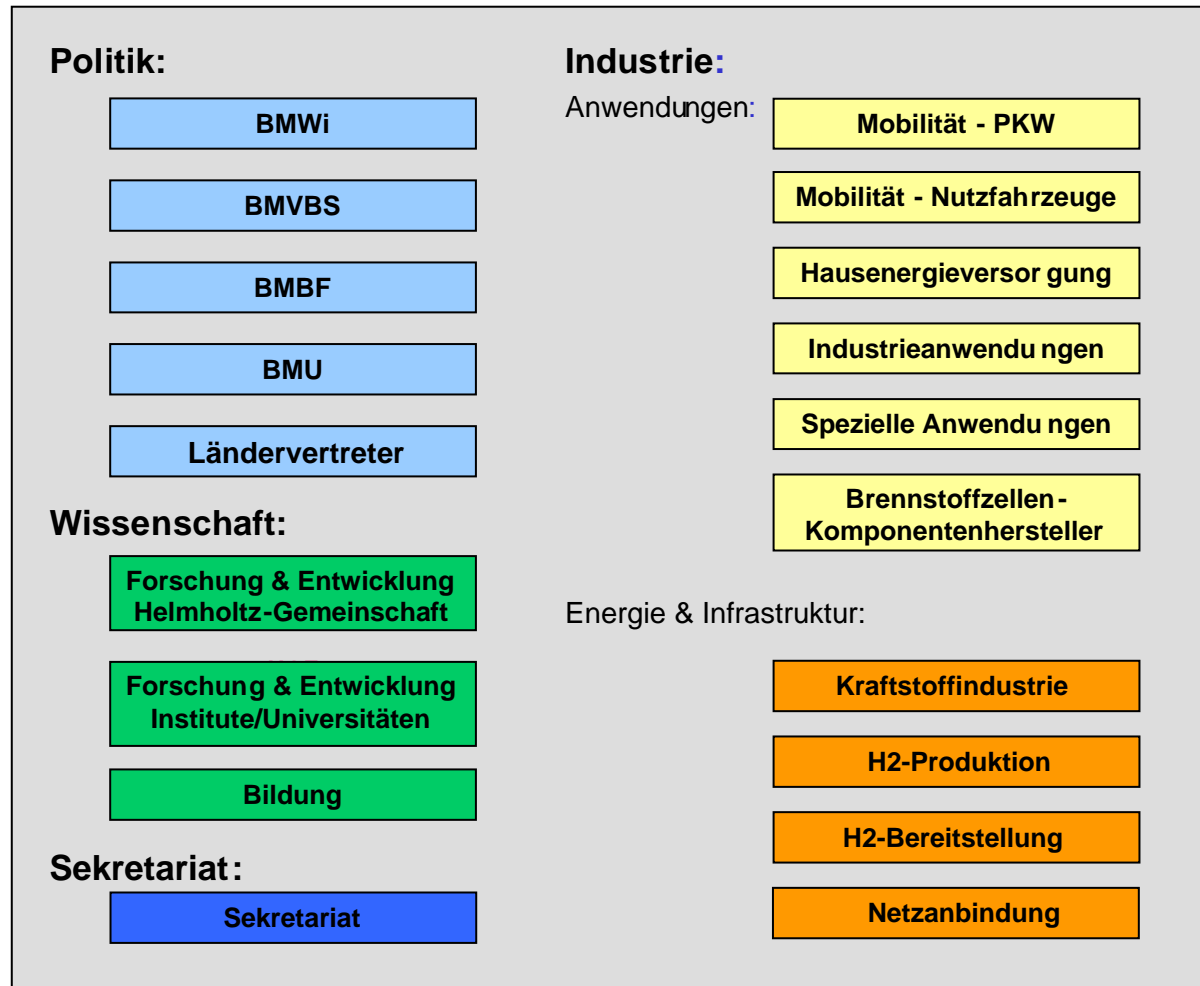 Politik:
BMWi
BMVBS
BMBF
BMU
Ländervertreter
Wissenschaft:
Forschung & Entwicklung
Helmholtz-Gemeinschaft
Forschung & Entwicklung
Institute/Universitäten
Bildung
Sekretariat:
Sekretariat
Industrie:
Anwendungen:
Mobilität - PKW
Mobilität - Nutzfahrzeuge
Hausenergieversor gung
Industrieanwendu ngen
Spezielle Anwendu ngen
Brennstoffzellen-
Komponentenhersteller
Energie & Infrastruktur:
Kraftstoffindustrie
H2-Produktion
H2-Bereitstellung
Netzanbindung